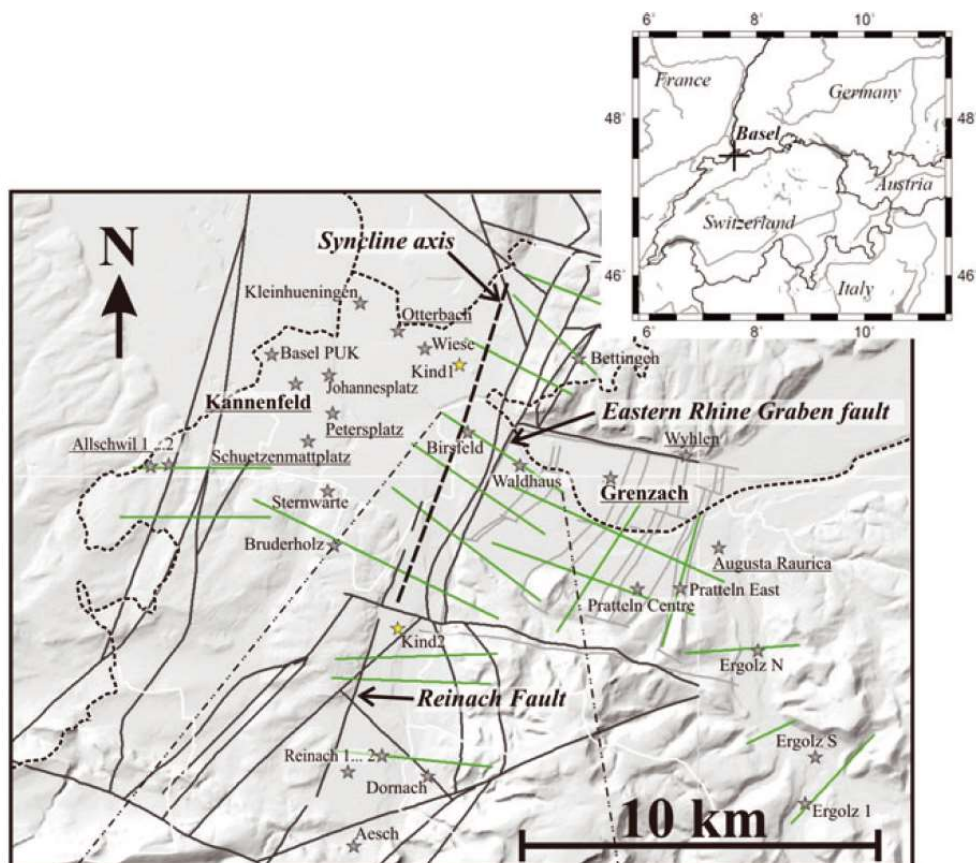 6°
8°
10°
France
Germany
48°
48°
Basel
Austria
Switzerland
46°
46°
Italy
6°
8°
10°
N
Syncline axis
Kleinhueningen
Otterbach
Wiese
Basel PUK
Kind1
Bettingen
Johannesplatz
Kannenfeld
Eastern Rhine Graben fault
Petersplatz
Birsfeld
Wyhlen
Allschwil 1 ... 2
Schuetzenmattplatz
Waldhaus
Grenzach
Sternwarte
Bruderholz
Augusta Raurica
Pratteln East
Pratteln Centre
Kind2
Ergolz N
Reinach Fault
Ergolz S
Reinach 1... 2
Dornach
Ergolz 1
10 km
Aesch